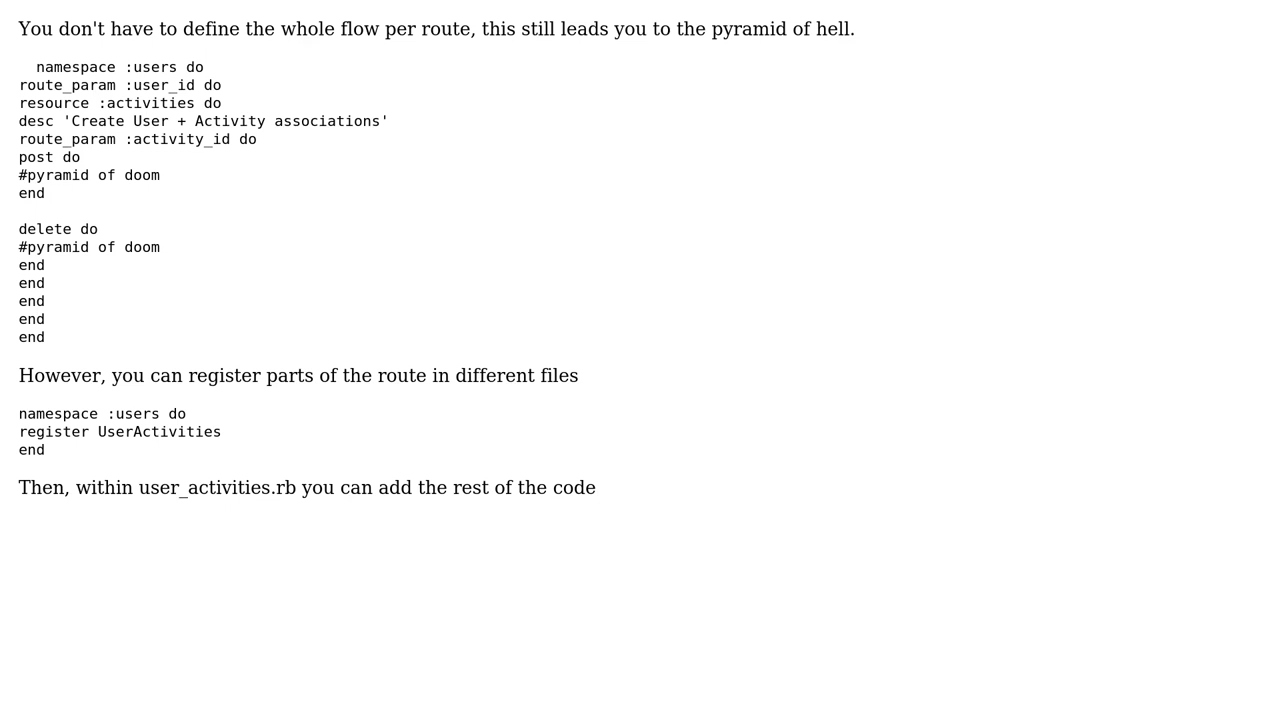 You don't have to define the whole flow per route, this still leads you to the pyramid of hell.
namespace :users do
route_param :user_id do
resource :activities do
desc 'Create User + Activity associations'
route_param :activity_id do
post do
#pyramid of doom
end
delete do
#pyramid of doom
end
end
end
end
end
However, you can register parts of the route in different files
namespace :users do
register UserActivities
end
Then, within user_activities.rb you can add the rest of the code